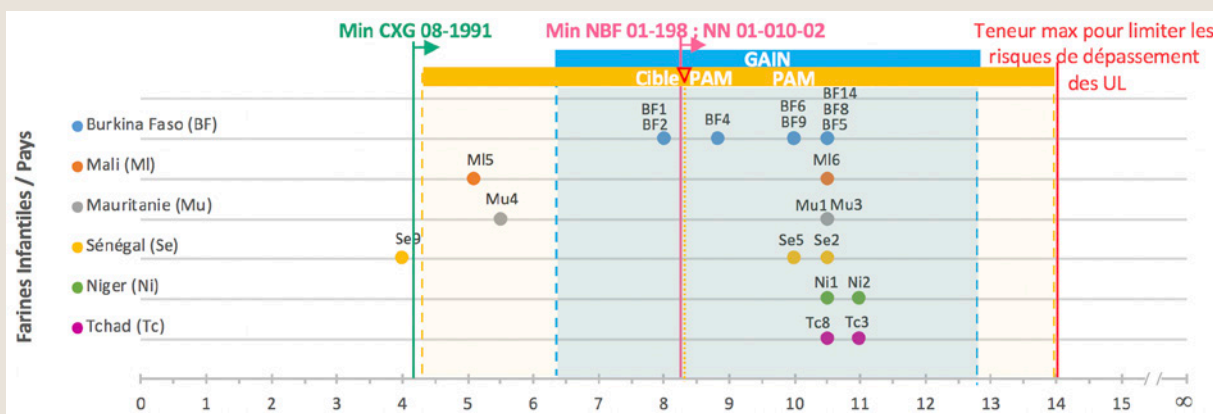 Min CXG 08-1991
Min NBF 01-198 ; NN 01-010-02
Teneur max pour limiter les
risques de dépassement
des UL
GAIN
Cible PAM
PAM
Farines Infantiles / Pays
Burkina Faso (BF)
BF1
BF2
BF4
BF6
BF9
BF14
BF8
BF5
Mali (Ml)
Ml5
Ml6
Mauritanie (Mu)
Mu4
Mu1 Mu3
Sénégal (Se)
Se9
Se5
Se2
Niger (Ni)
Ni1
Ni2
Tchad (Tc)
Tc8
Tc3
0 1 2 3 4 5 6 7 8 9 10 11 12 13 14 15 ∞